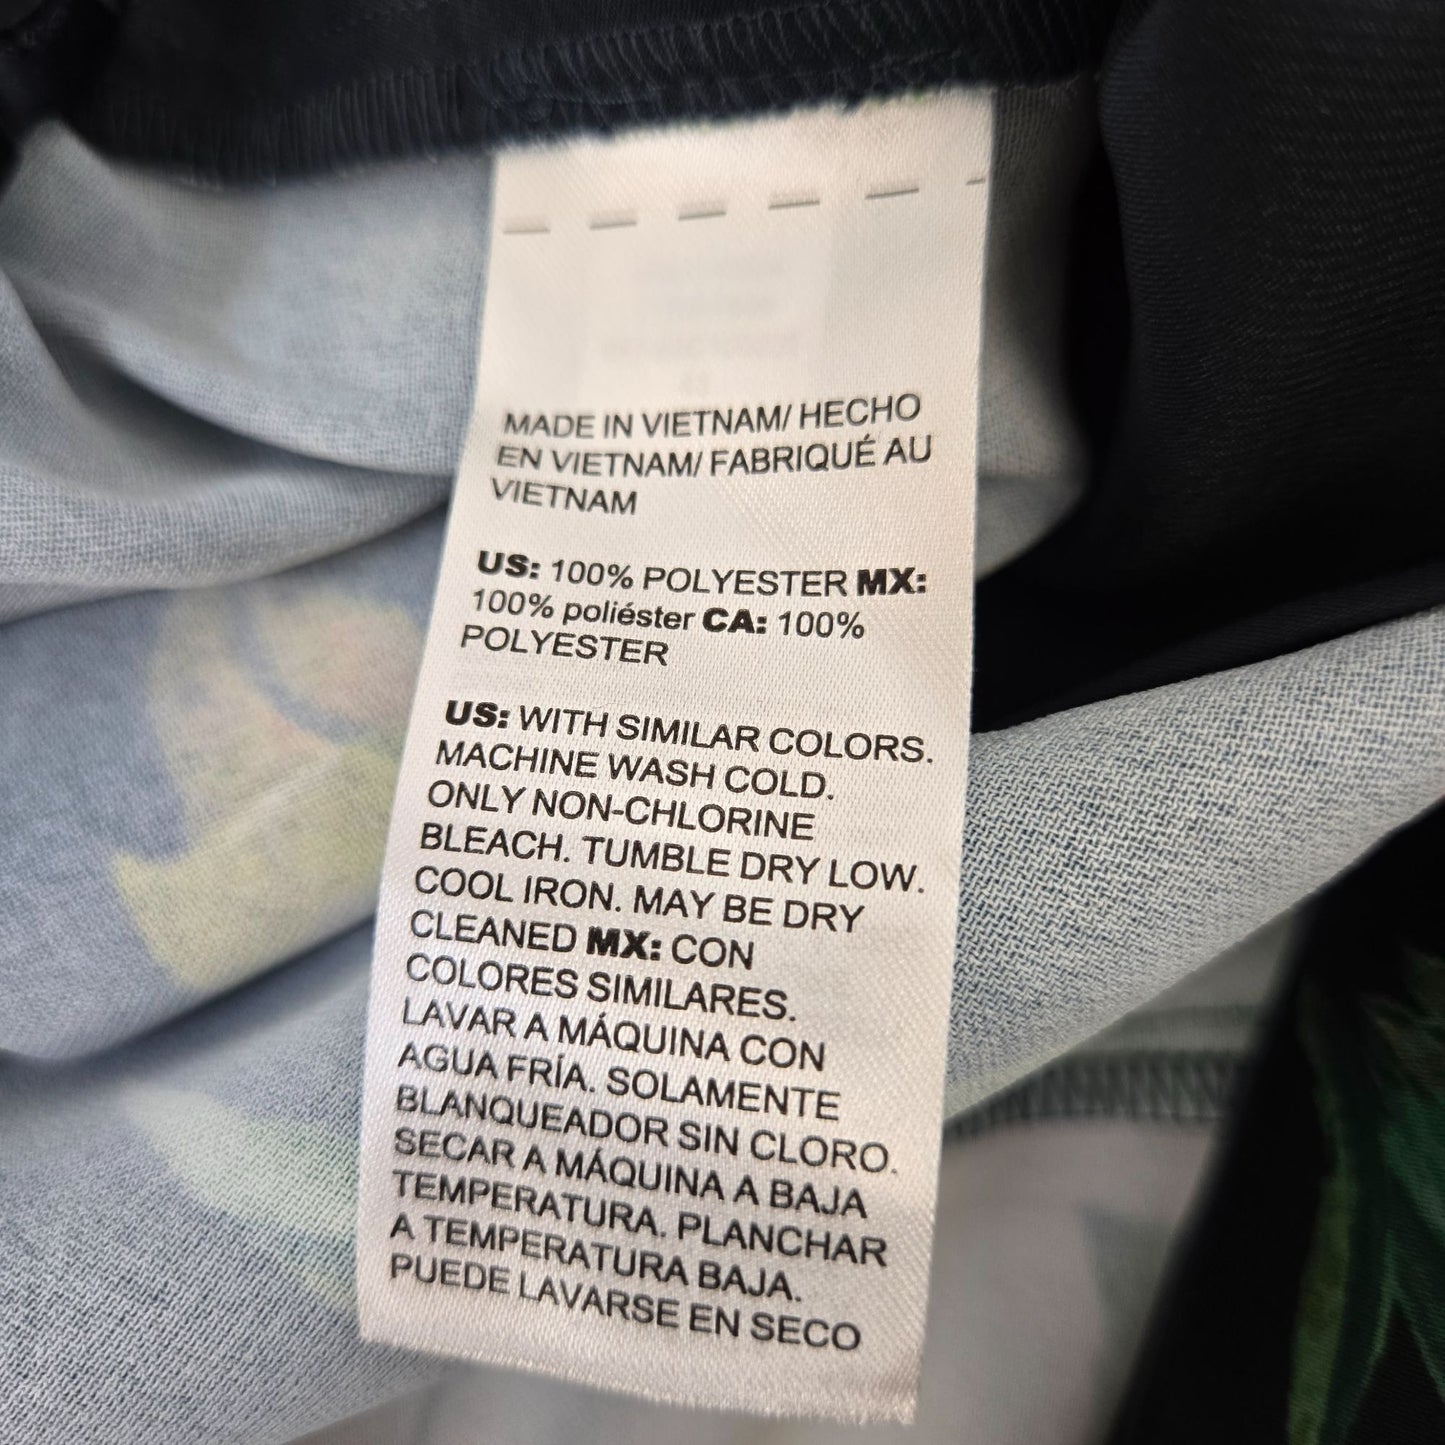 MADE IN VIETNAM/ HECHO
EN VIETNAM/ FABRIQUÉ AU
VIETNAM
US: 100% POLYESTER MX:
100% poliéster CA: 100%
POLYESTER
US: WITH SIMILAR COLORS.
MACHINE WASH COLD.
ONLY NON-CHLORINE
BLEACH. TUMBLE DRY LOW.
COOL IRON. MAY BE DRY
CLEANED MX: CON
COLORES SIMILARES.
LAVAR A MÁQUINA CON
AGUA FRÍA. SOLAMENTE
BLANQUEADOR SIN CLORO.
SECAR A MÁQUINA A BAJA
TEMPERATURA. PLANCHAR
A TEMPERATURA BAJA.
PUEDE LAVARSE EN SECO